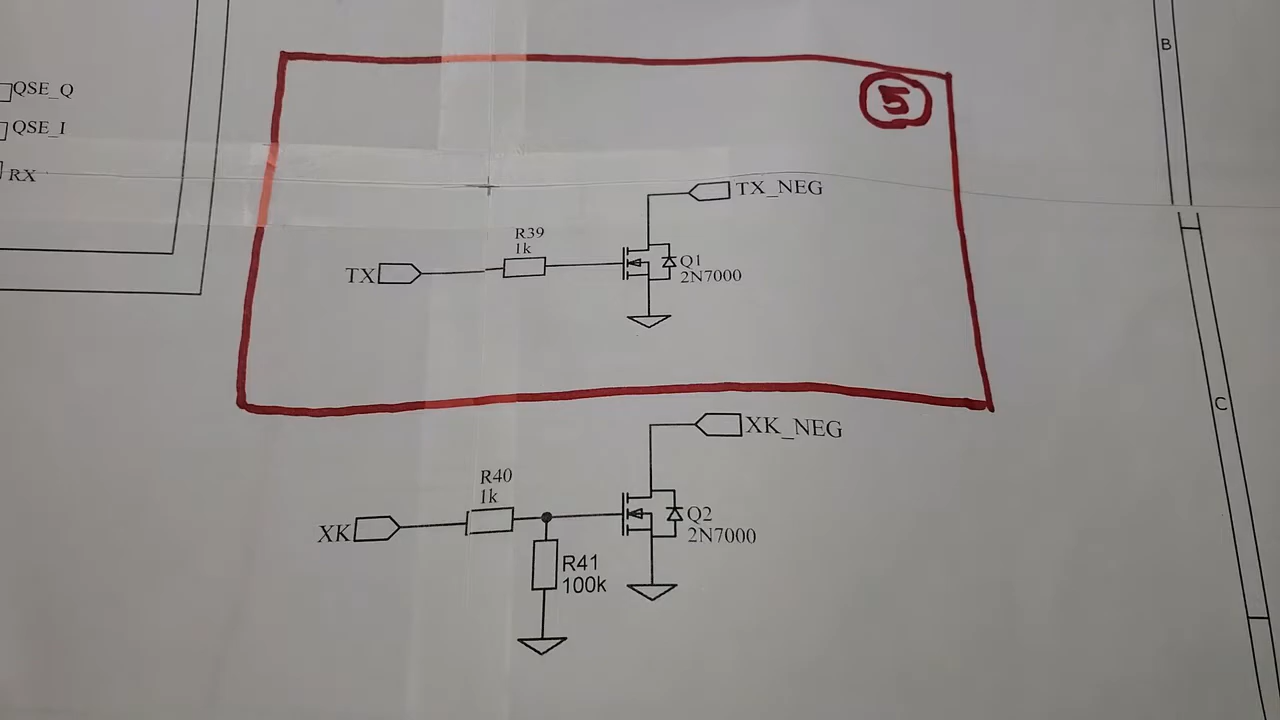 B
5
QSE_Q
QSE_I
RX
TX_NEG
R39
1k
TX
Q1
2N7000
C
XK_NEG
R40
1k
XK
Q2
2N7000
R41
100k